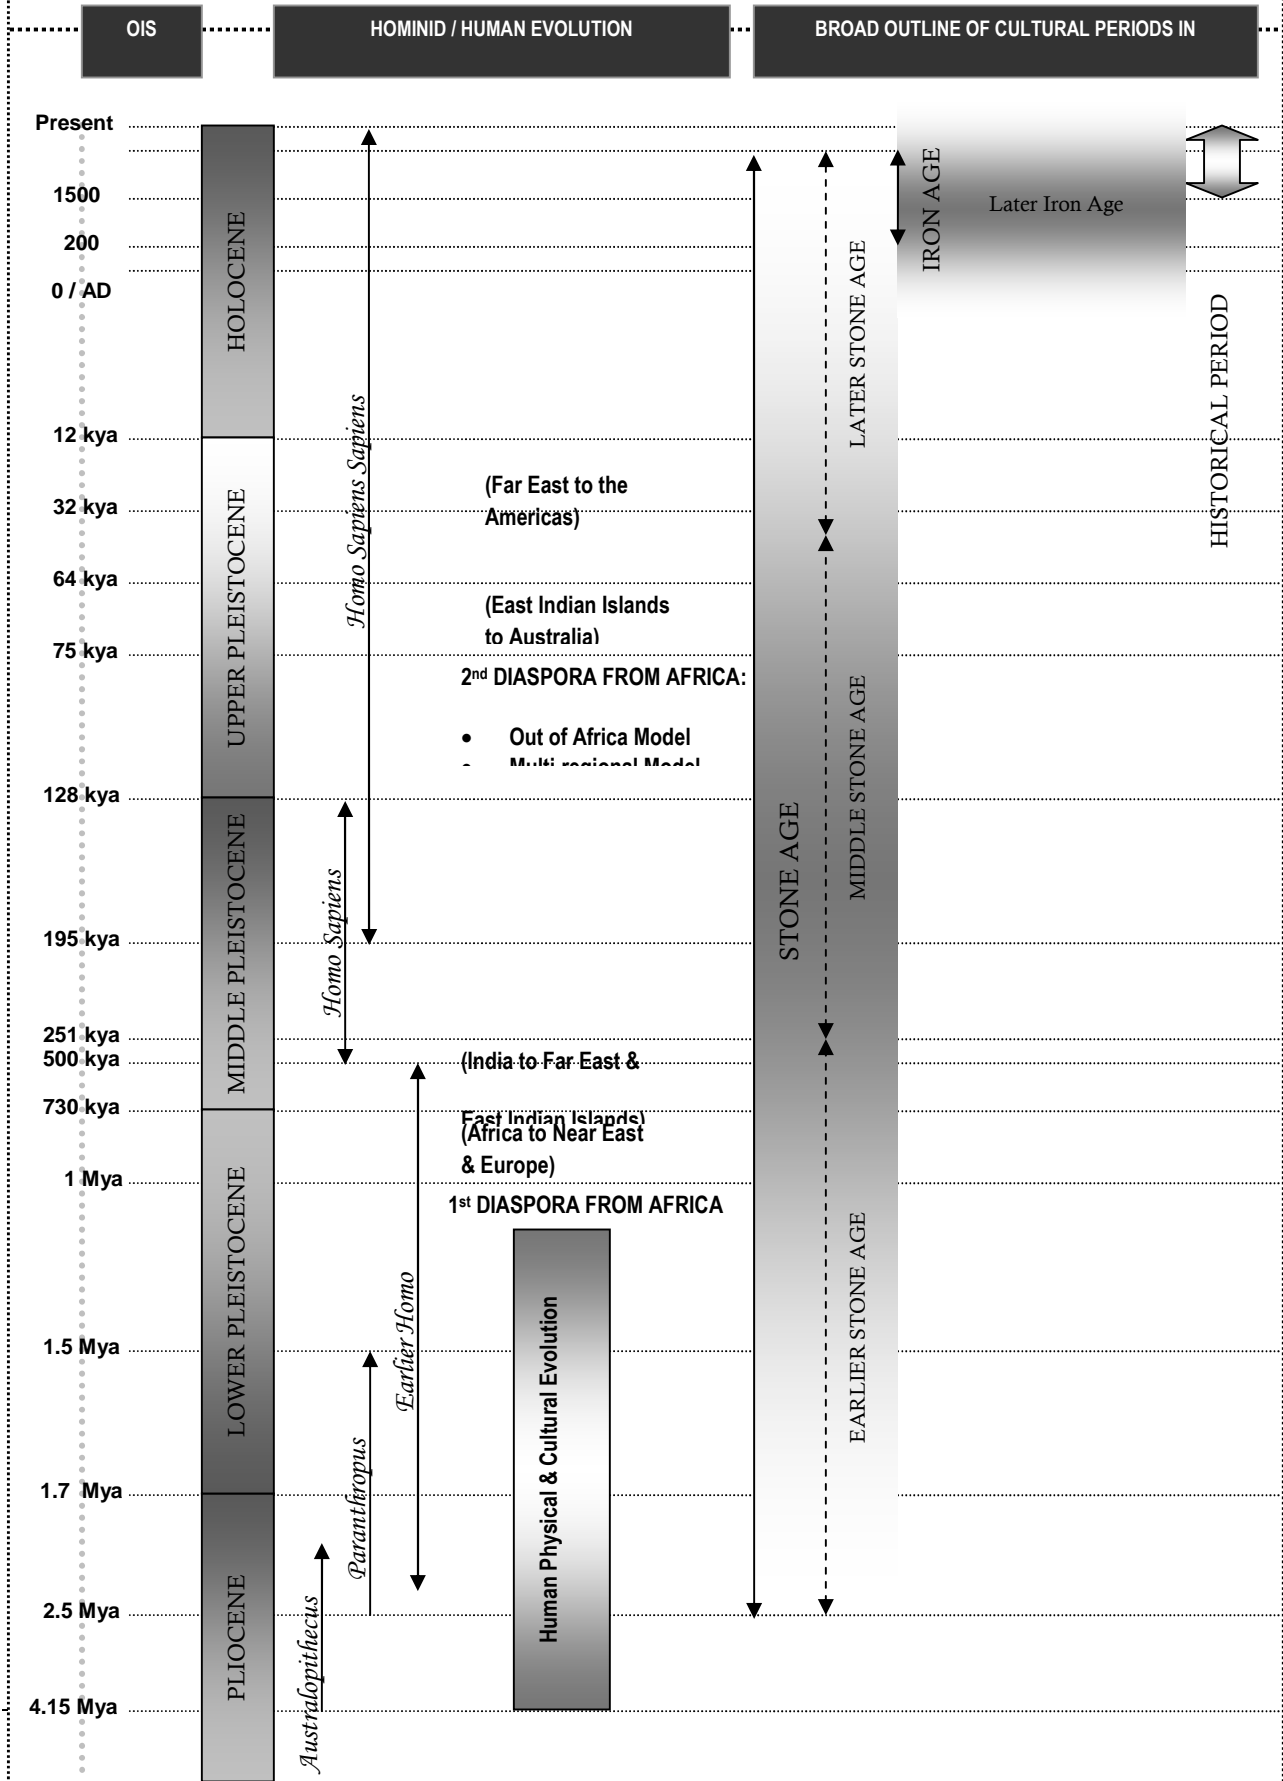 OIS
HOMINID / HUMAN EVOLUTION
BROAD OUTLINE OF CULTURAL PERIODS IN
Present
1500
200
0 / AD
12 kya
32 kya
64 kya
75 kya
128 kya
195 kya
251 kya
500 kya
730 kya
1 Mya
1.5 Mya
1.7 Mya
2.5 Mya
4.15 Mya
HOLOCENE
UPPER PLEISTOCENE
MIDDLE PLEISTOCENE
LOWER PLEISTOCENE
PLIOCENE
Homo Sapiens Sapiens
Homo Sapiens
Earlier Homo
Paranthropus
Australopithecus
(Far East to the
Americas)
(East Indian Islands
to Australia)
2nd DIASPORA FROM AFRICA:
• Out of Africa Model
• Multi regional Model
(India to Far East &
East Indian Islands)
(Africa to Near East
& Europe)
1st DIASPORA FROM AFRICA
Human Physical & Cultural Evolution
STONE AGE
LATER STONE AGE
MIDDLE STONE AGE
EARLIER STONE AGE
IRON AGE
Later Iron Age
HISTORICAL PERIOD